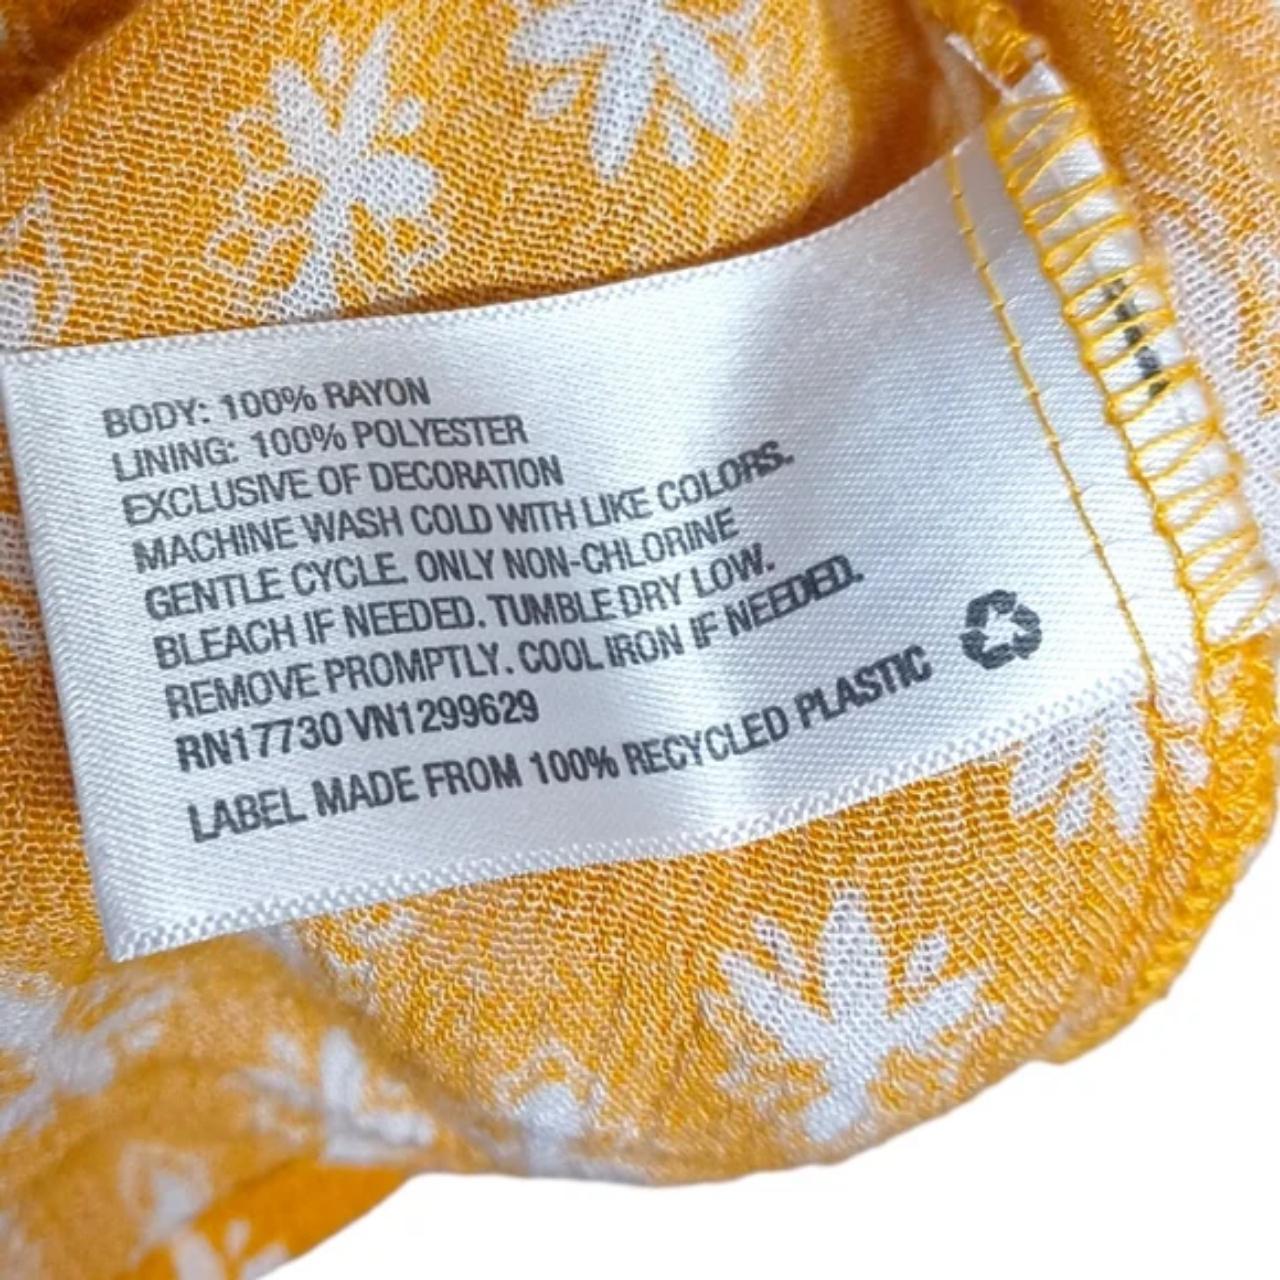 BODY: 100% RAYON
LINING: 100% POLYESTER
EXCLUSIVE OF DECORATION
MACHINE WASH COLD WITH LIKE COLORS.
GENTLE CYCLE. ONLY NON-CHLORINE
BLEACH IF NEEDED. TUMBLE DRY LOW.
REMOVE PROMPTLY. COOL IRON IF NEEDED.
RN17730 VN1299629
LABEL MADE FROM 100% RECYCLED PLASTIC